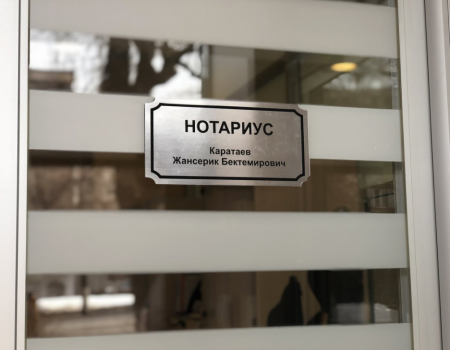 НОТАРИУС
Каратаев
Жансерик Бектемирович